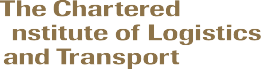 The Chartered
nstitute of Logistics
and Transport